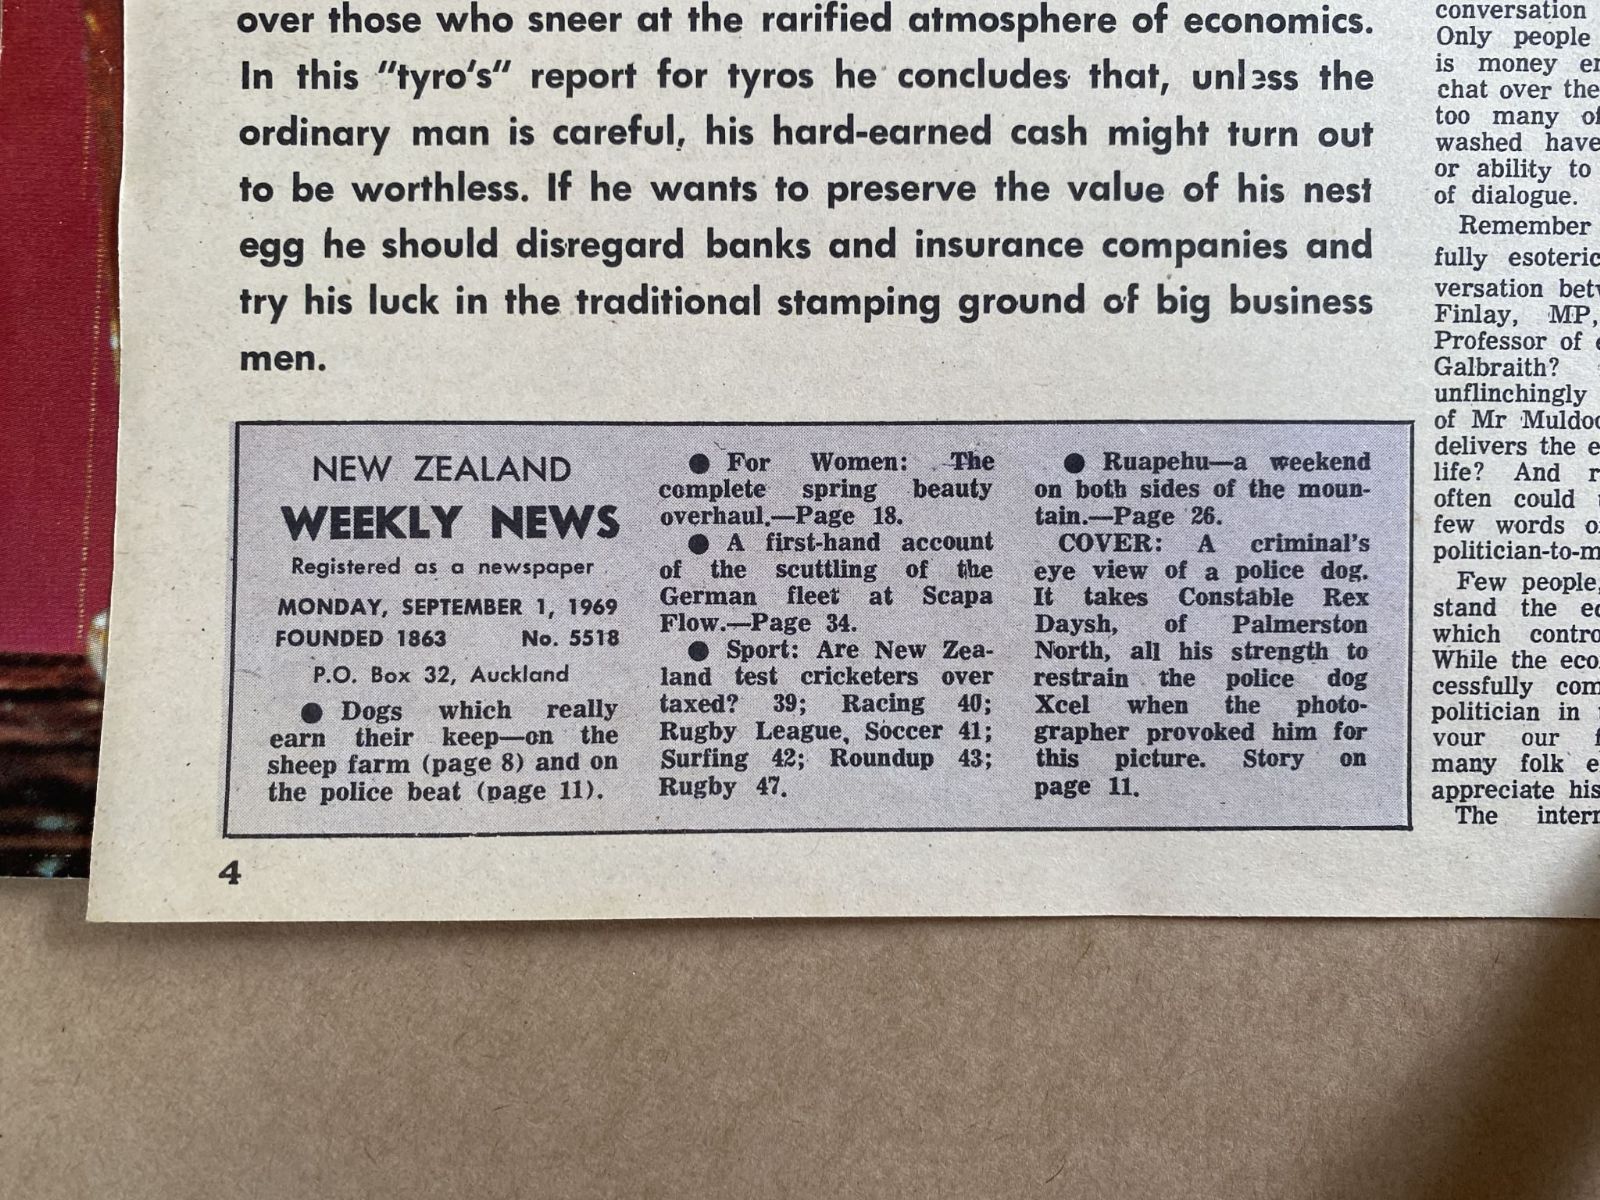 over those who sneer at the rarified atmosphere of economics.
In this "tyro's" report for tyros he concludes that, unless the
ordinary man is careful, his hard-earned cash might turn out
to be worthless. If he wants to preserve the value of his nest
egg he should disregard banks and insurance companies and
try his luck in the traditional stamping ground of big business
men.
NEW ZEALAND
WEEKLY NEWS
Registered as a newspaper
MONDAY, SEPTEMBER 1, 1969
FOUNDED 1863 No. 5518
P.O. Box 32, Auckland
● Dogs which really
earn their keep—on the
sheep farm (page 8) and on
the police beat (page 11).
● For Women: The
complete spring beauty
overhaul.—Page 18.
● A first-hand account
of the scuttling of the
German fleet at Scapa
Flow.—Page 34.
● Sport: Are New Zea-
land test cricketers over
taxed? 39; Racing 40;
Rugby League, Soccer 41;
Surfing 42; Roundup 43;
Rugby 47.
● Ruapehu—a weekend
on both sides of the moun-
tain.—Page 26.
COVER: A criminal's
eye view of a police dog.
It takes Constable Rex
Daysh, of Palmerston
North, all his strength to
restrain the police dog
Xcel when the photo-
grapher provoked him for
this picture. Story on
page 11.
4
conversation
Only people
is money
chat over the
too many
washed have
or ability to
of dialogue.
Remember
fully
versation
Finlay, MP,
Professor of
Galbraith?
unflinchingly
of Mr
delivers the
life? And
often could
few words
politician-to-m
Few people,
stand the
which
While the
cessfully
politician in
vour our
many folk
appreciate his
The